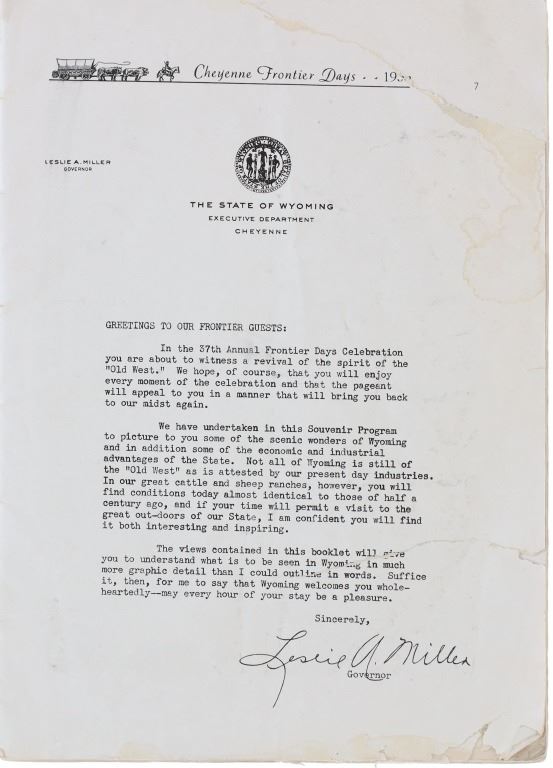 Cheyenne Frontier Days - - 193
7
LESLIE A. MILLER
GOVERNOR
THE STATE OF WYOMING
EXECUTIVE DEPARTMENT
CHEYENNE
GREETINGS TO OUR FRONTIER GUESTS:
In the 37th Annual Frontier Days Celebration
you are about to witness a revival of the spirit of the
"Old West." We hope, of course, that you will enjoy
every moment of the celebration and that the pageant
will appeal to you in a manner that will bring you back
to our midst again.
We have undertaken in this Souvenir Program
to picture to you some of the scenic wonders of Wyoming
and in addition some of the economic and industrial
advantages of the State. Not all of Wyoming is still of
the "Old West" as is attested by our present day industries.
In our great cattle and sheep ranches, however, you will
find conditions today almost identical to those of half a
century ago, and if your time will permit a visit to the
great out-doors of our State, I am confident you will find
it both interesting and inspiring.
The views contained in this booklet will give
you to understand what is to be seen in Wyoming in much
more graphic detail than I could outline in words. Suffice
it, then, for me to say that Wyoming welcomes you whole-
heartedly--may every hour of your stay be a pleasure.
Sincerely,
Leslie A. Miller
Governor